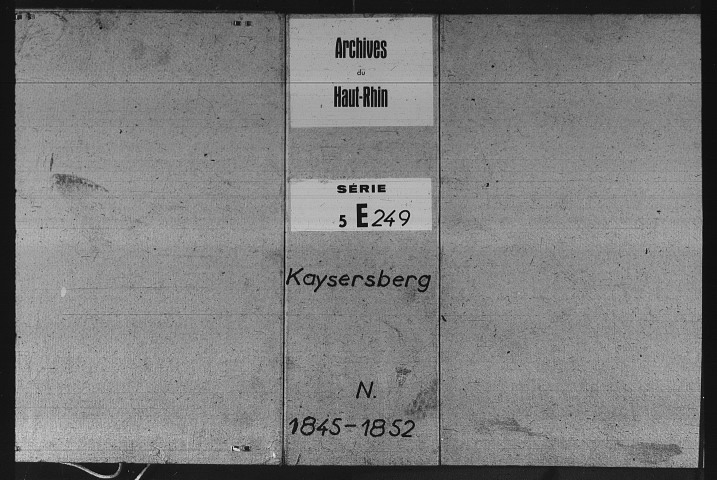 Archives
du
Haut-Rhin
SÉRIE
5 E 249
Kaysersberg
N.
1845-1852